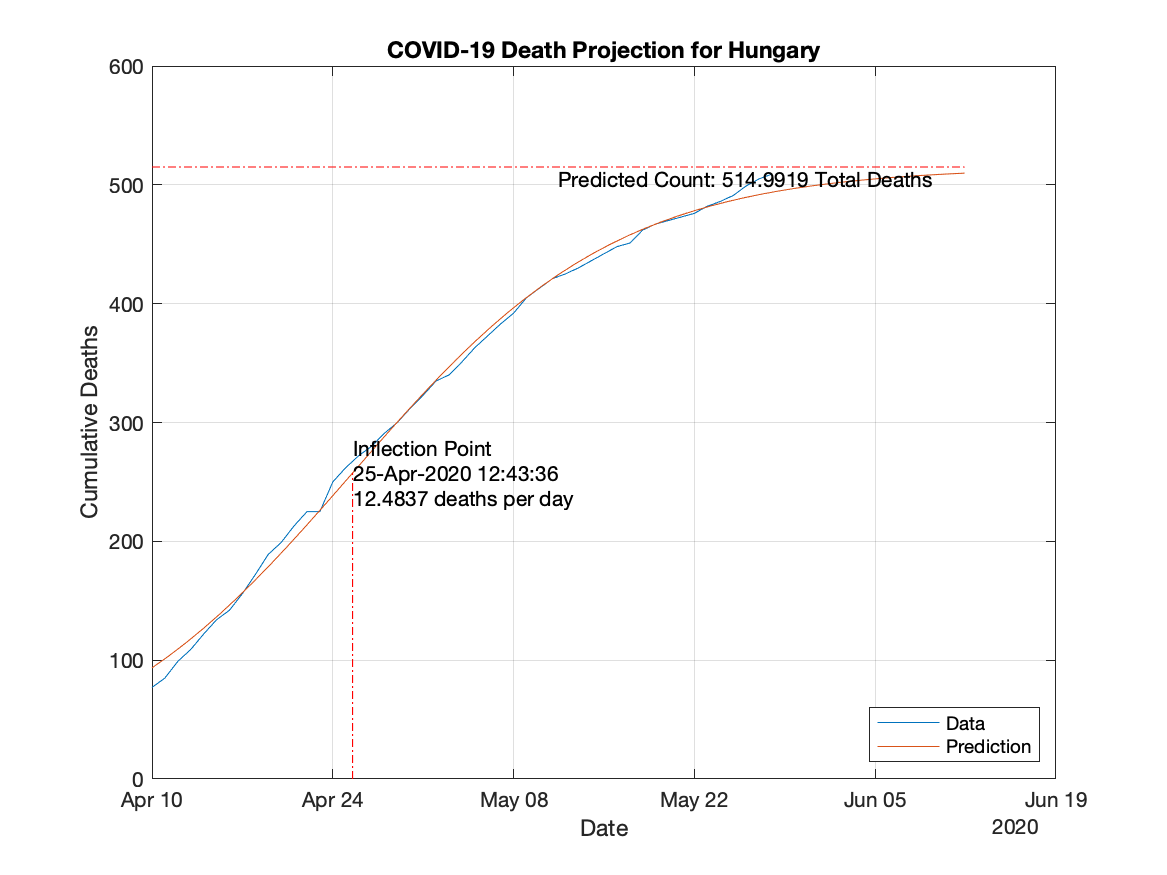 COVID-19 Death Projection for Hungary
600
500
400
300
200
100
0
Cumulative Deaths
Predicted Count: 514.9919 Total Deaths
Inflection Point
25-Apr-2020 12:43:36
12.4837 deaths per day
Data
Prediction
Apr 10 Apr 24 May 08 May 22 Jun 05 Jun 19
Date
2020